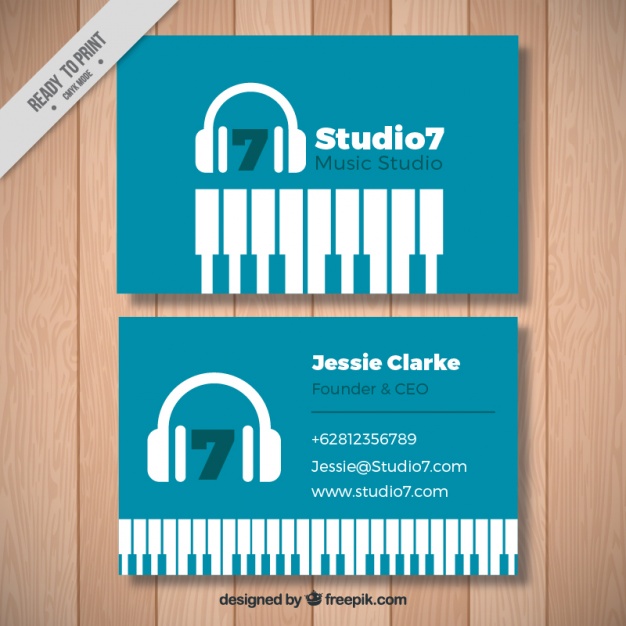 READY TO PRINT
CMYK MODE
7
Studio7
Music Studio
7
Jessie Clarke
Founder & CEO
+62812356789
Jessie@Studio7.com
www.studio7.com
designed by freepik.com